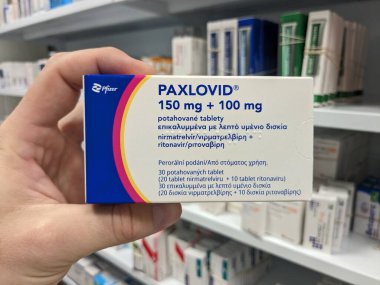 Pfizer
PAXLOVID®
150 mg + 100 mg
potahované tablety
επικαλυμμένα με λεπτό υμένιο δισκία
nirmatrelvir/νιρματρελβίρη +
ritonavir/ριτοναβίρη
Perorální podání/Από στόματος χρήση.
30 potahovaných tablet
(20 tablet nirmatrelviru + 10 tablet ritonaviru)
30 επικαλυμμένα με λεπτό υμένιο δισκία
(20 δισκία νιρματρελβίρης + 10 δισκία ριτοναβίρης)